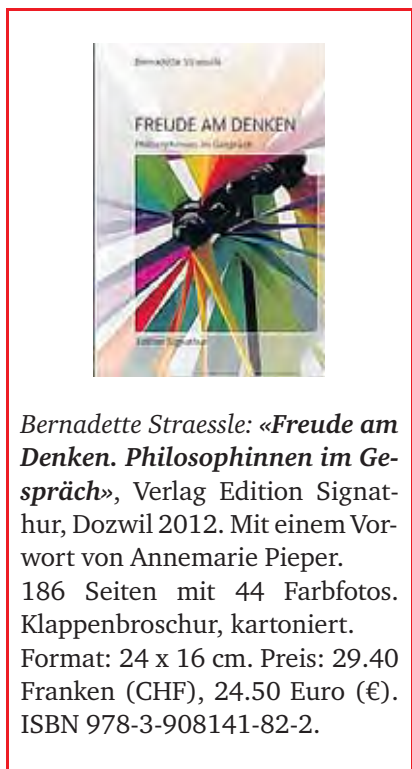 Bernadette Straessle
FREUDE AM DENKEN
Philosophinnen im Gespräch
Edition Signathur
Bernadette Straessle: «Freude am
Denken. Philosophinnen im Ge-
spräch», Verlag Edition Signat-
hur, Dozwil 2012. Mit einem Vor-
wort von Annemarie Pieper.
186 Seiten mit 44 Farbfotos.
Klappenbroschur, kartoniert.
Format: 24 x 16 cm. Preis: 29.40
Franken (CHF), 24.50 Euro (€).
ISBN 978-3-908141-82-2.